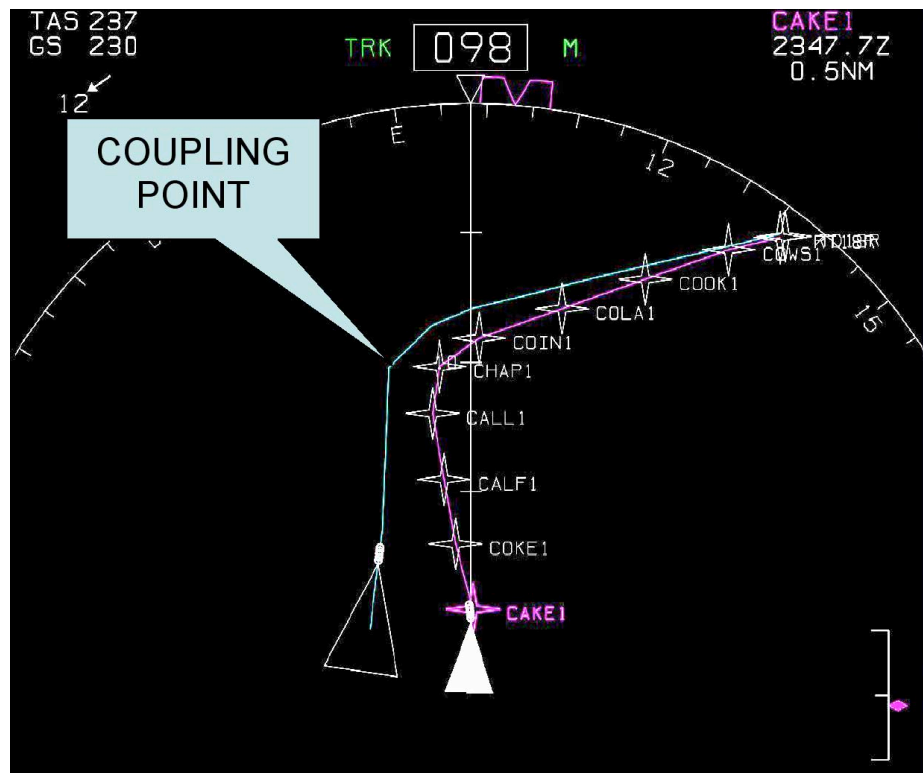 TAS 237
GS 230
TRK 098 M
CAKE1
2347.7Z
0.5NM
12
COUPLING
POINT
E
12
15
COWS1
COOK1
COLA1
COIN1
CHAP1
CALL1
CALF1
COKE1
CAKE1